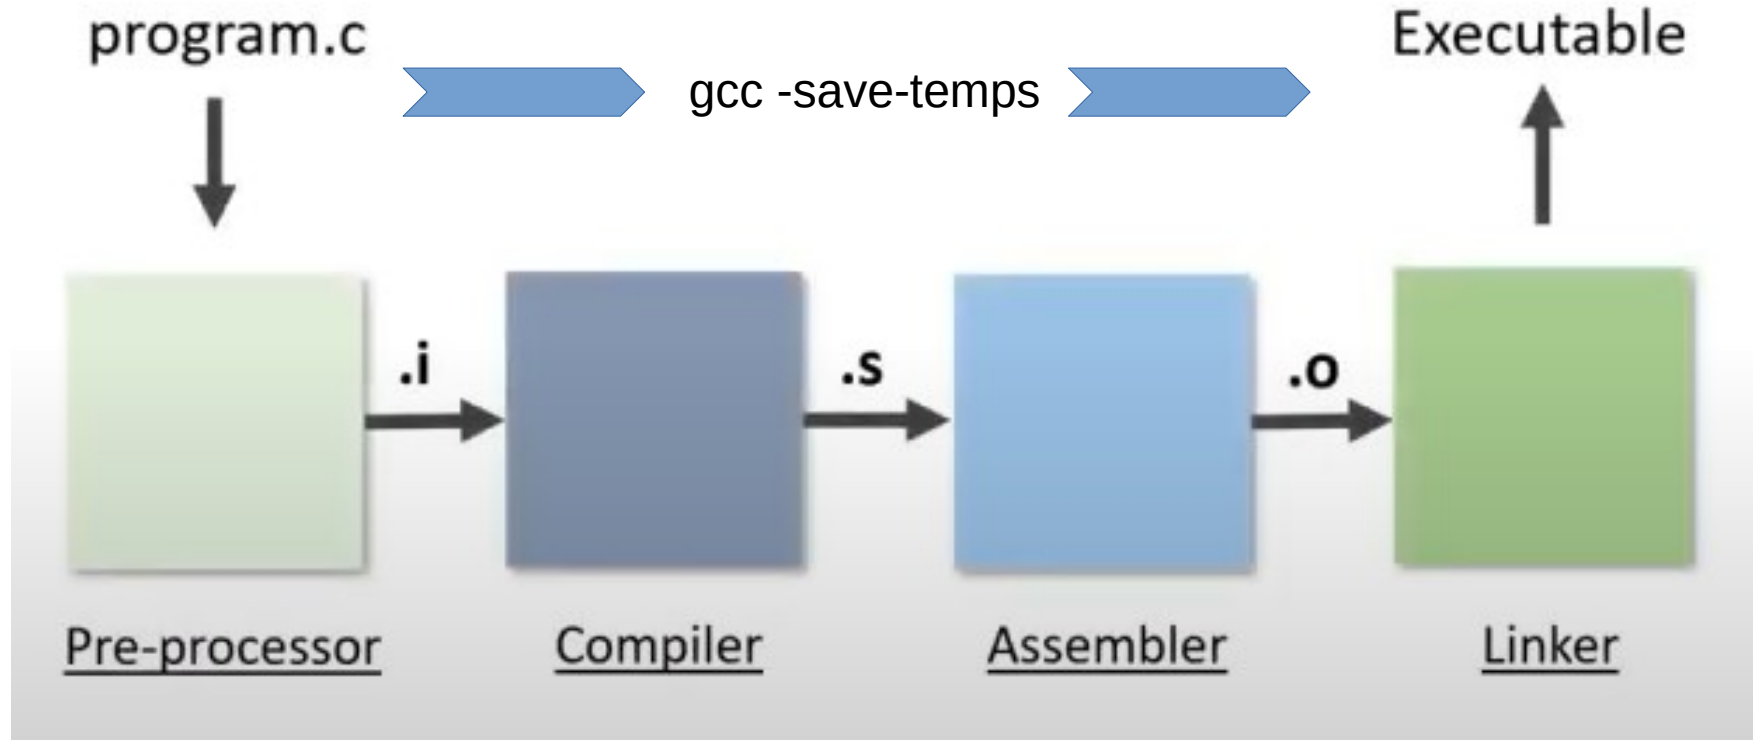 program.c
gcc -save-temps
Executable
.i
.s
.o
Pre-processor
Compiler
Assembler
Linker